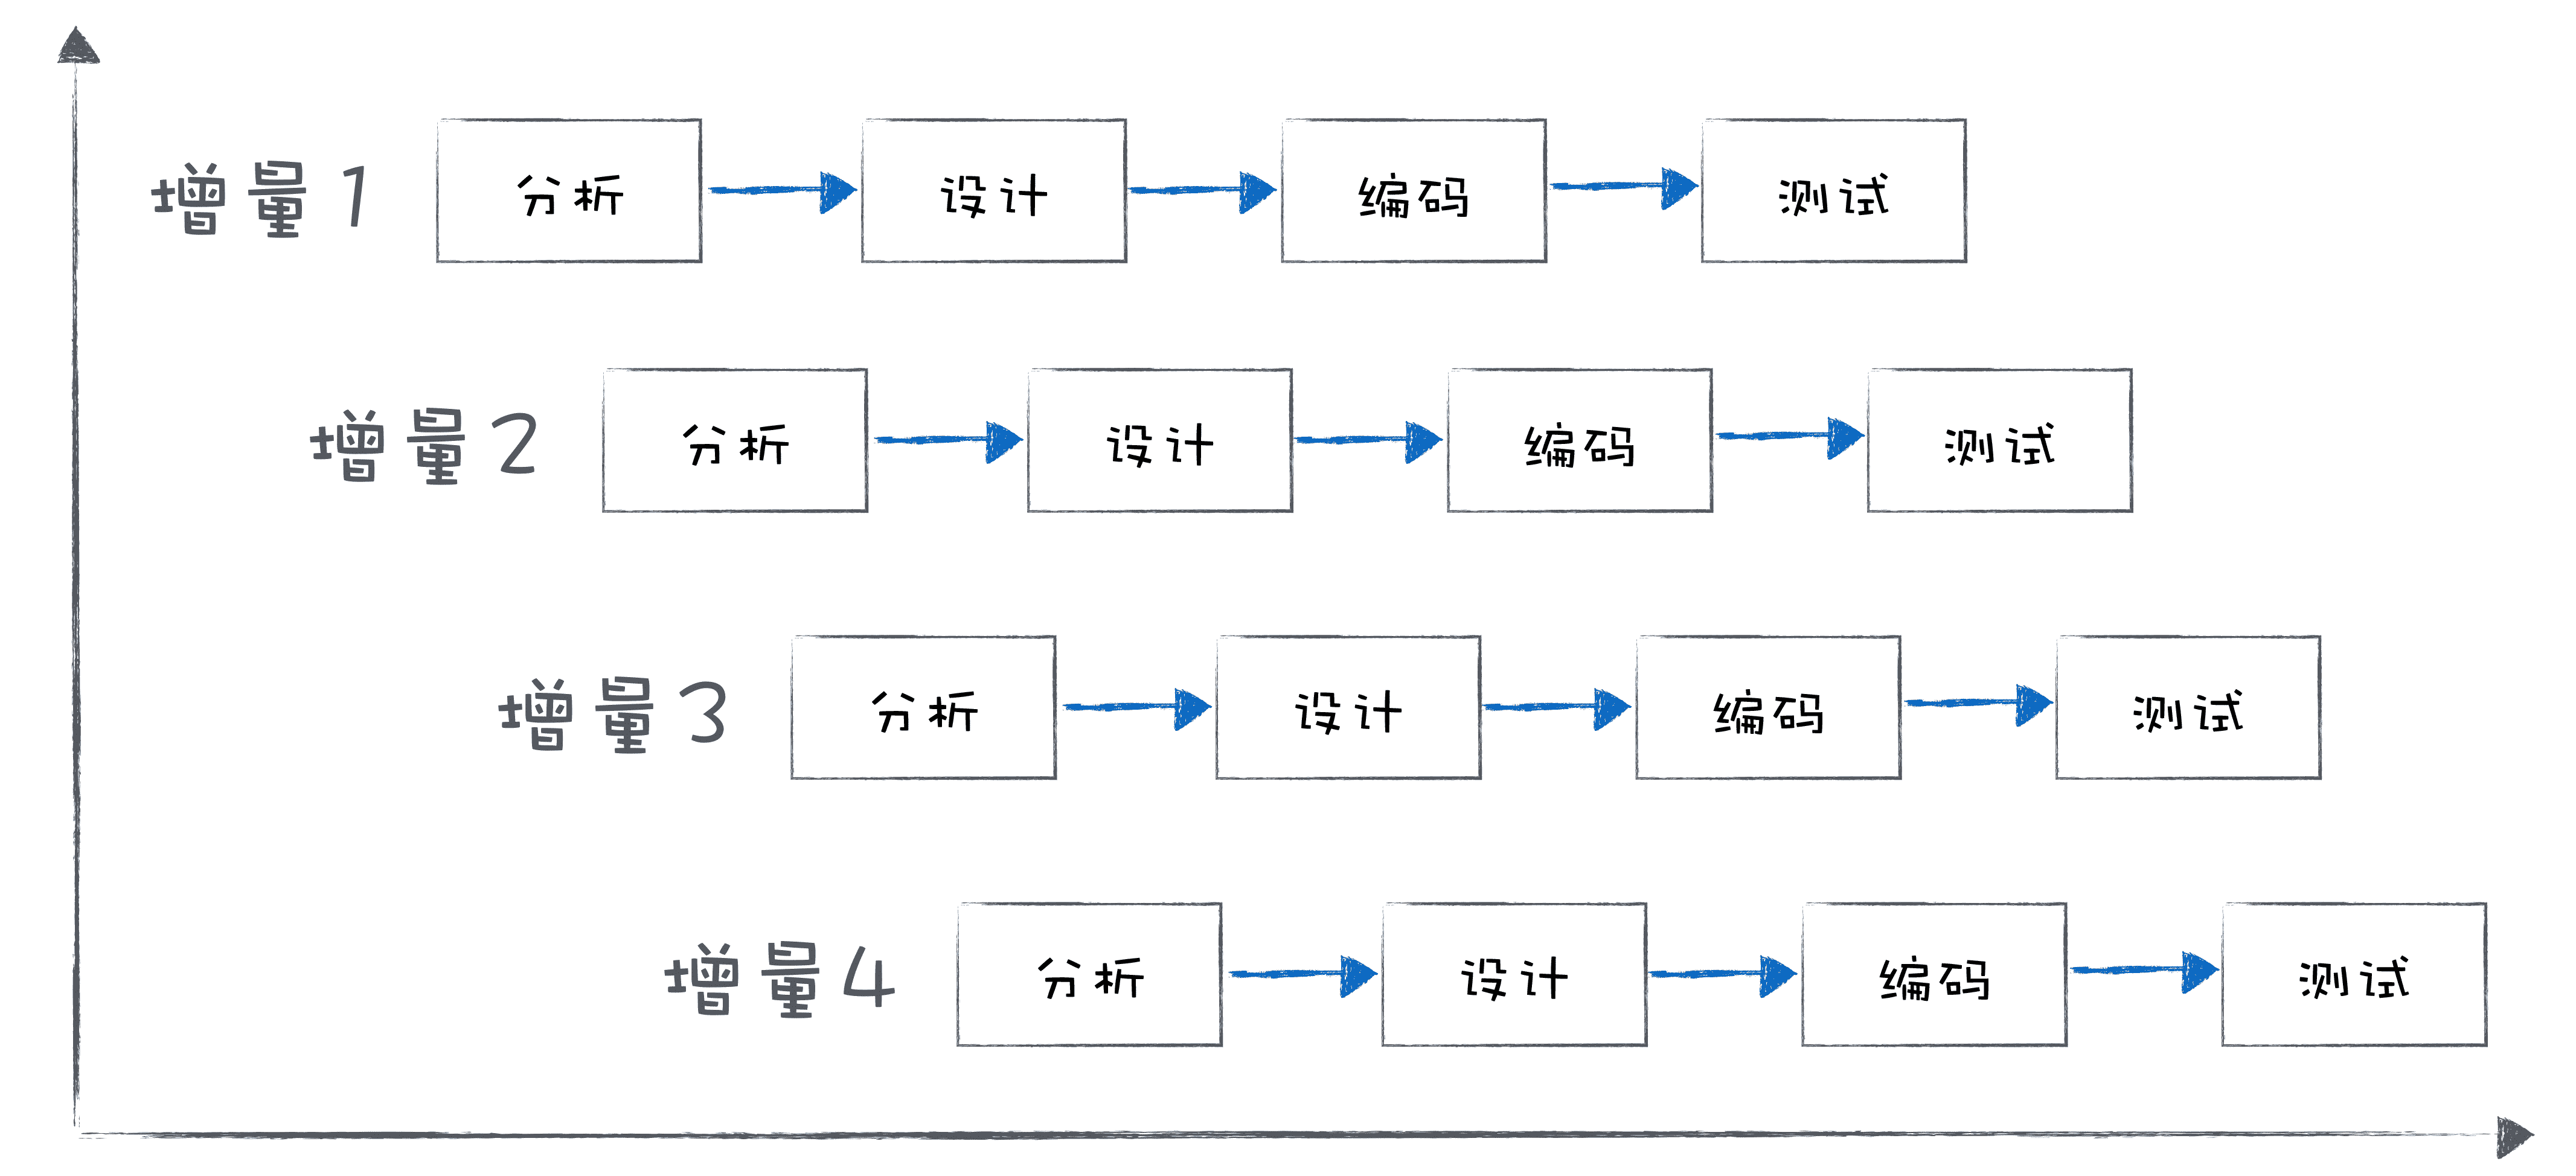 增量1 分析 设计 编码 测试
增量2 分析 设计 编码 测试
增量3 分析 设计 编码 测试
增量4 分析 设计 编码 测试